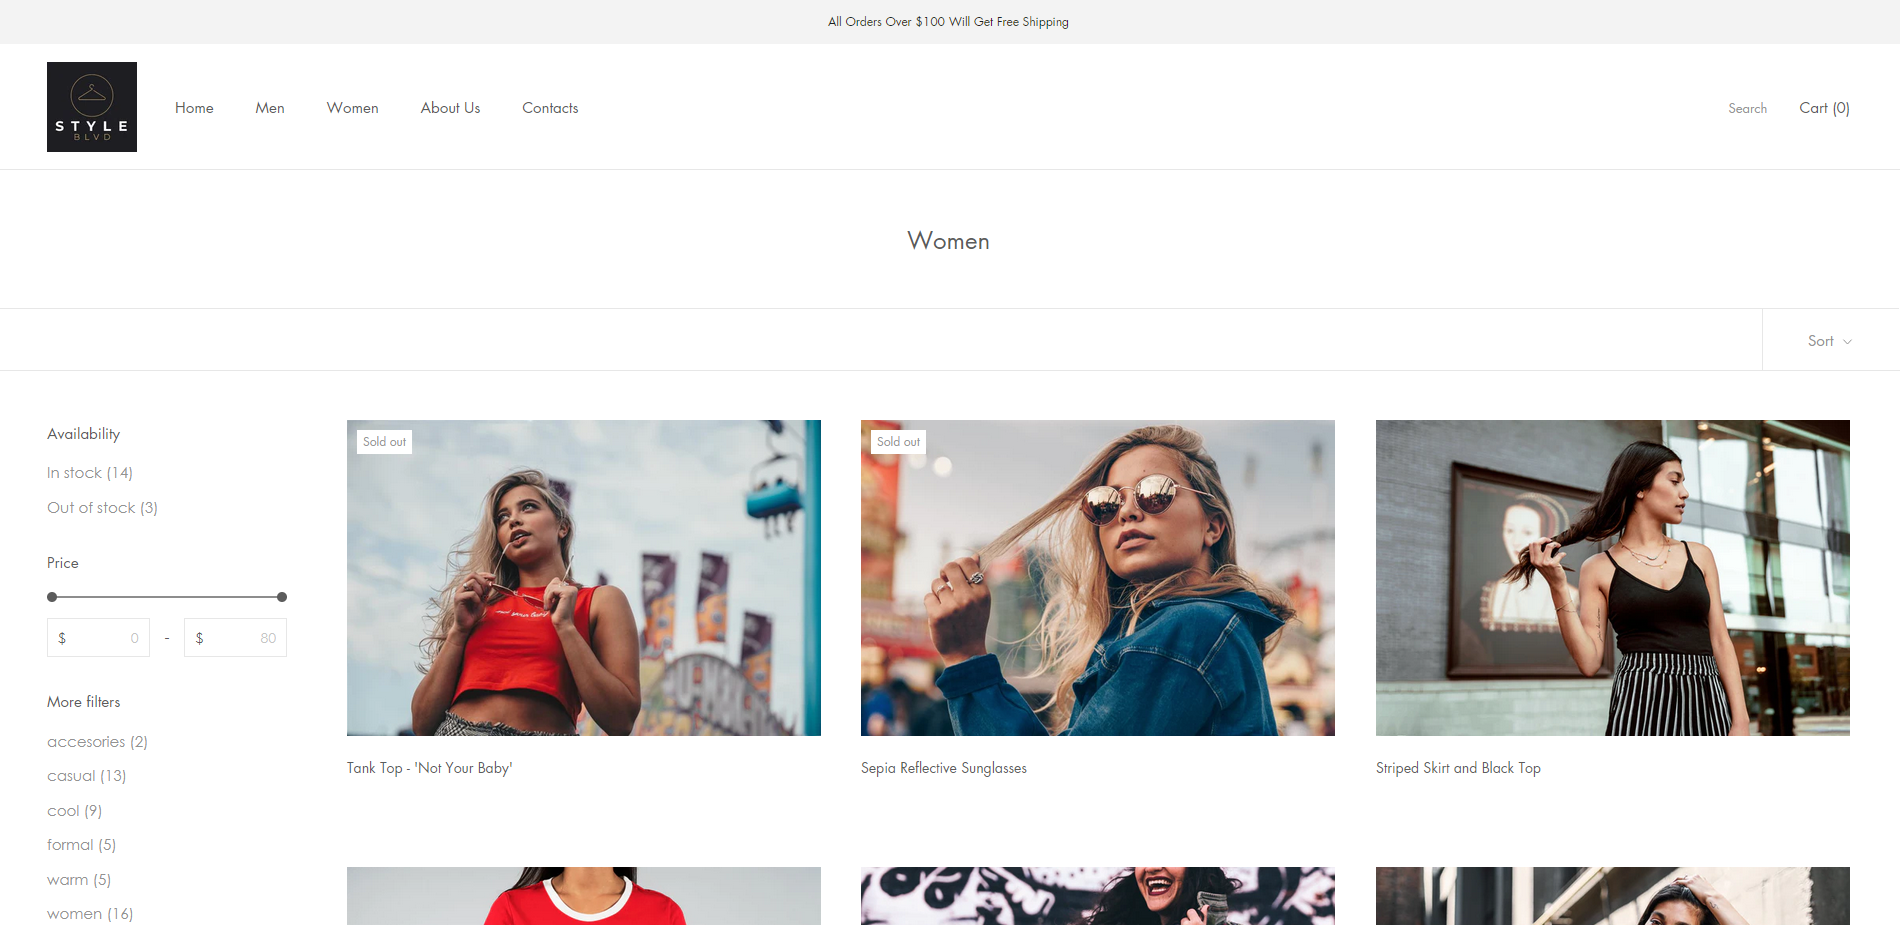 All Orders Over $100 Will Get Free Shipping
STYLE
BLVD
Home
Men
Women
About Us
Contacts
Search
Cart (0)
Women
Sort
Availability
In stock (14)
Out of stock (3)
Price
$ 0 - $ 80
More filters
accesories (2)
casual (13)
cool (9)
formal (5)
warm (5)
women (16)
Sold out
Sold out
Tank Top - 'Not Your Baby'
Sepia Reflective Sunglasses
Striped Skirt and Black Top